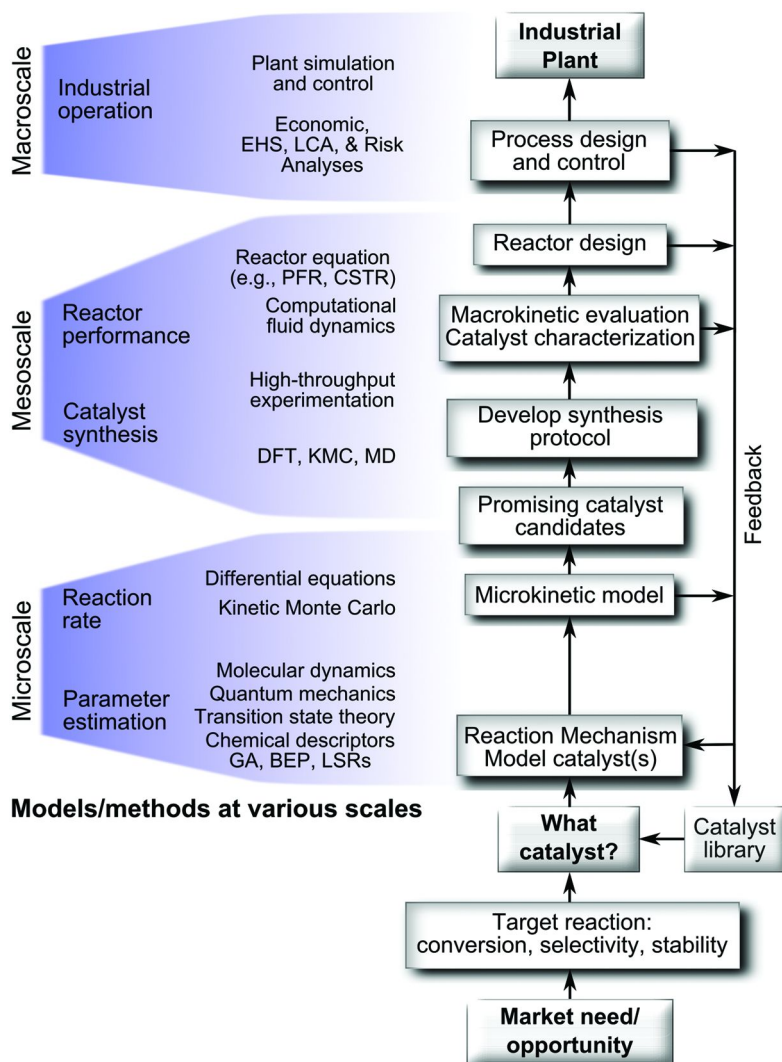 Macroscale
Industrial
operation
Plant simulation
and control
Economic,
EHS, LCA, & Risk
Analyses
Mesoscale
Reactor
performance
Catalyst
synthesis
Reactor equation
(e.g., PFR, CSTR)
Computational
fluid dynamics
High-throughput
experimentation
DFT, KMC, MD
Microscale
Reaction
rate
Parameter
estimation
Differential equations
Kinetic Monte Carlo
Molecular dynamics
Quantum mechanics
Transition state theory
Chemical descriptors
GA, BEP, LSRs
Models/methods at various scales
Industrial
Plant
Process design
and control
Reactor design
Macrokinetic evaluation
Catalyst characterization
Develop synthesis
protocol
Promising catalyst
candidates
Microkinetic model
Reaction Mechanism
Model catalyst(s)
Feedback
What
catalyst?
Catalyst
library
Target reaction:
conversion, selectivity, stability
Market need/
opportunity